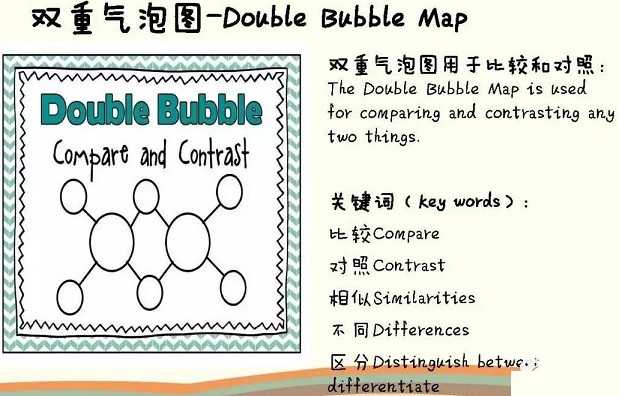 双重气泡图-Double Bubble Map
Double Bubble
Compare and Contrast
双重气泡图用于比较和对照：
The Double Bubble Map is used
for comparing and contrasting any
two things.
关键词（key words）：
比较Compare
对照Contrast
相似Similarities
不同Differences
区分Distinguish
differentiate